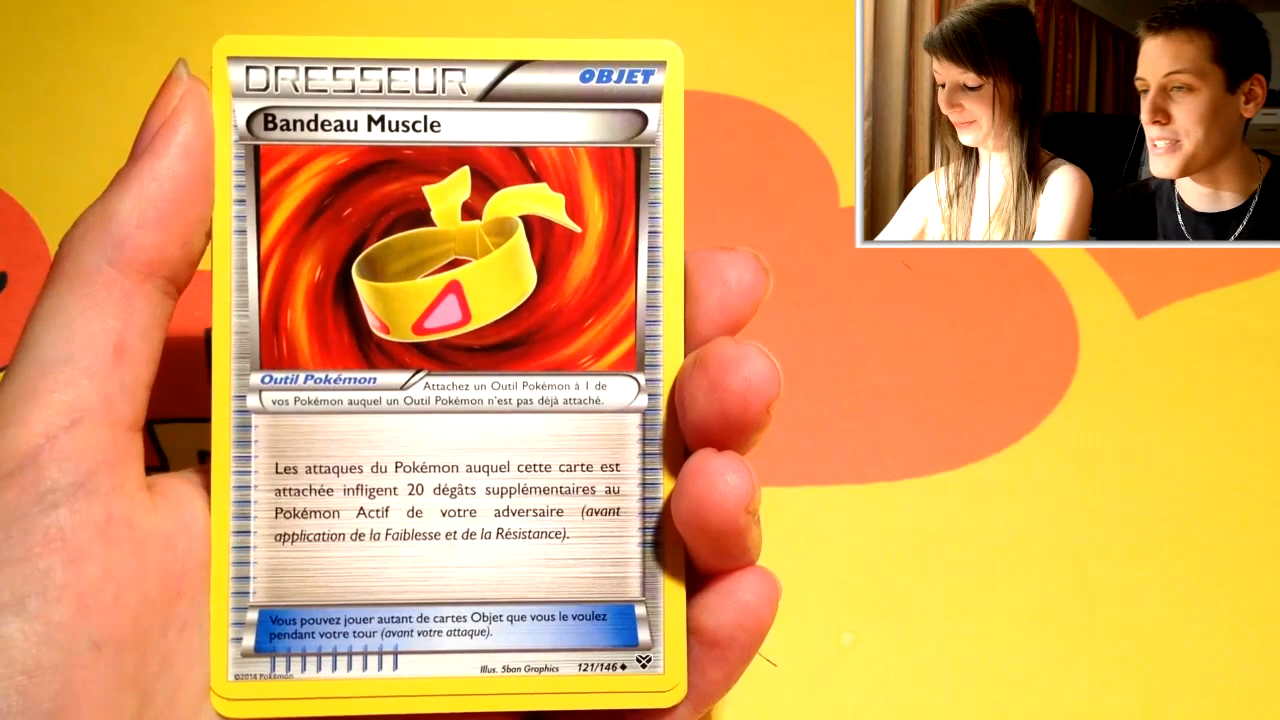 DRESSEUR
OBJET
Bandeau Muscle
Outil Pokémon
Attachez un Outil Pokémon à 1 de
vos Pokémon auquel un Outil Pokémon n'est pas déjà attaché.
Les attaques du Pokémon auquel cette carte est
attachée infligent 20 dégâts supplémentaires au
Pokémon Actif de votre adversaire (avant
application de la Faiblesse et de la Résistance).
Vous pouvez jouer autant de cartes Objet que vous le voulez
pendant votre tour (avant votre attaque).
©2014 Pokémon
Illus. 5ban Graphics
121/146